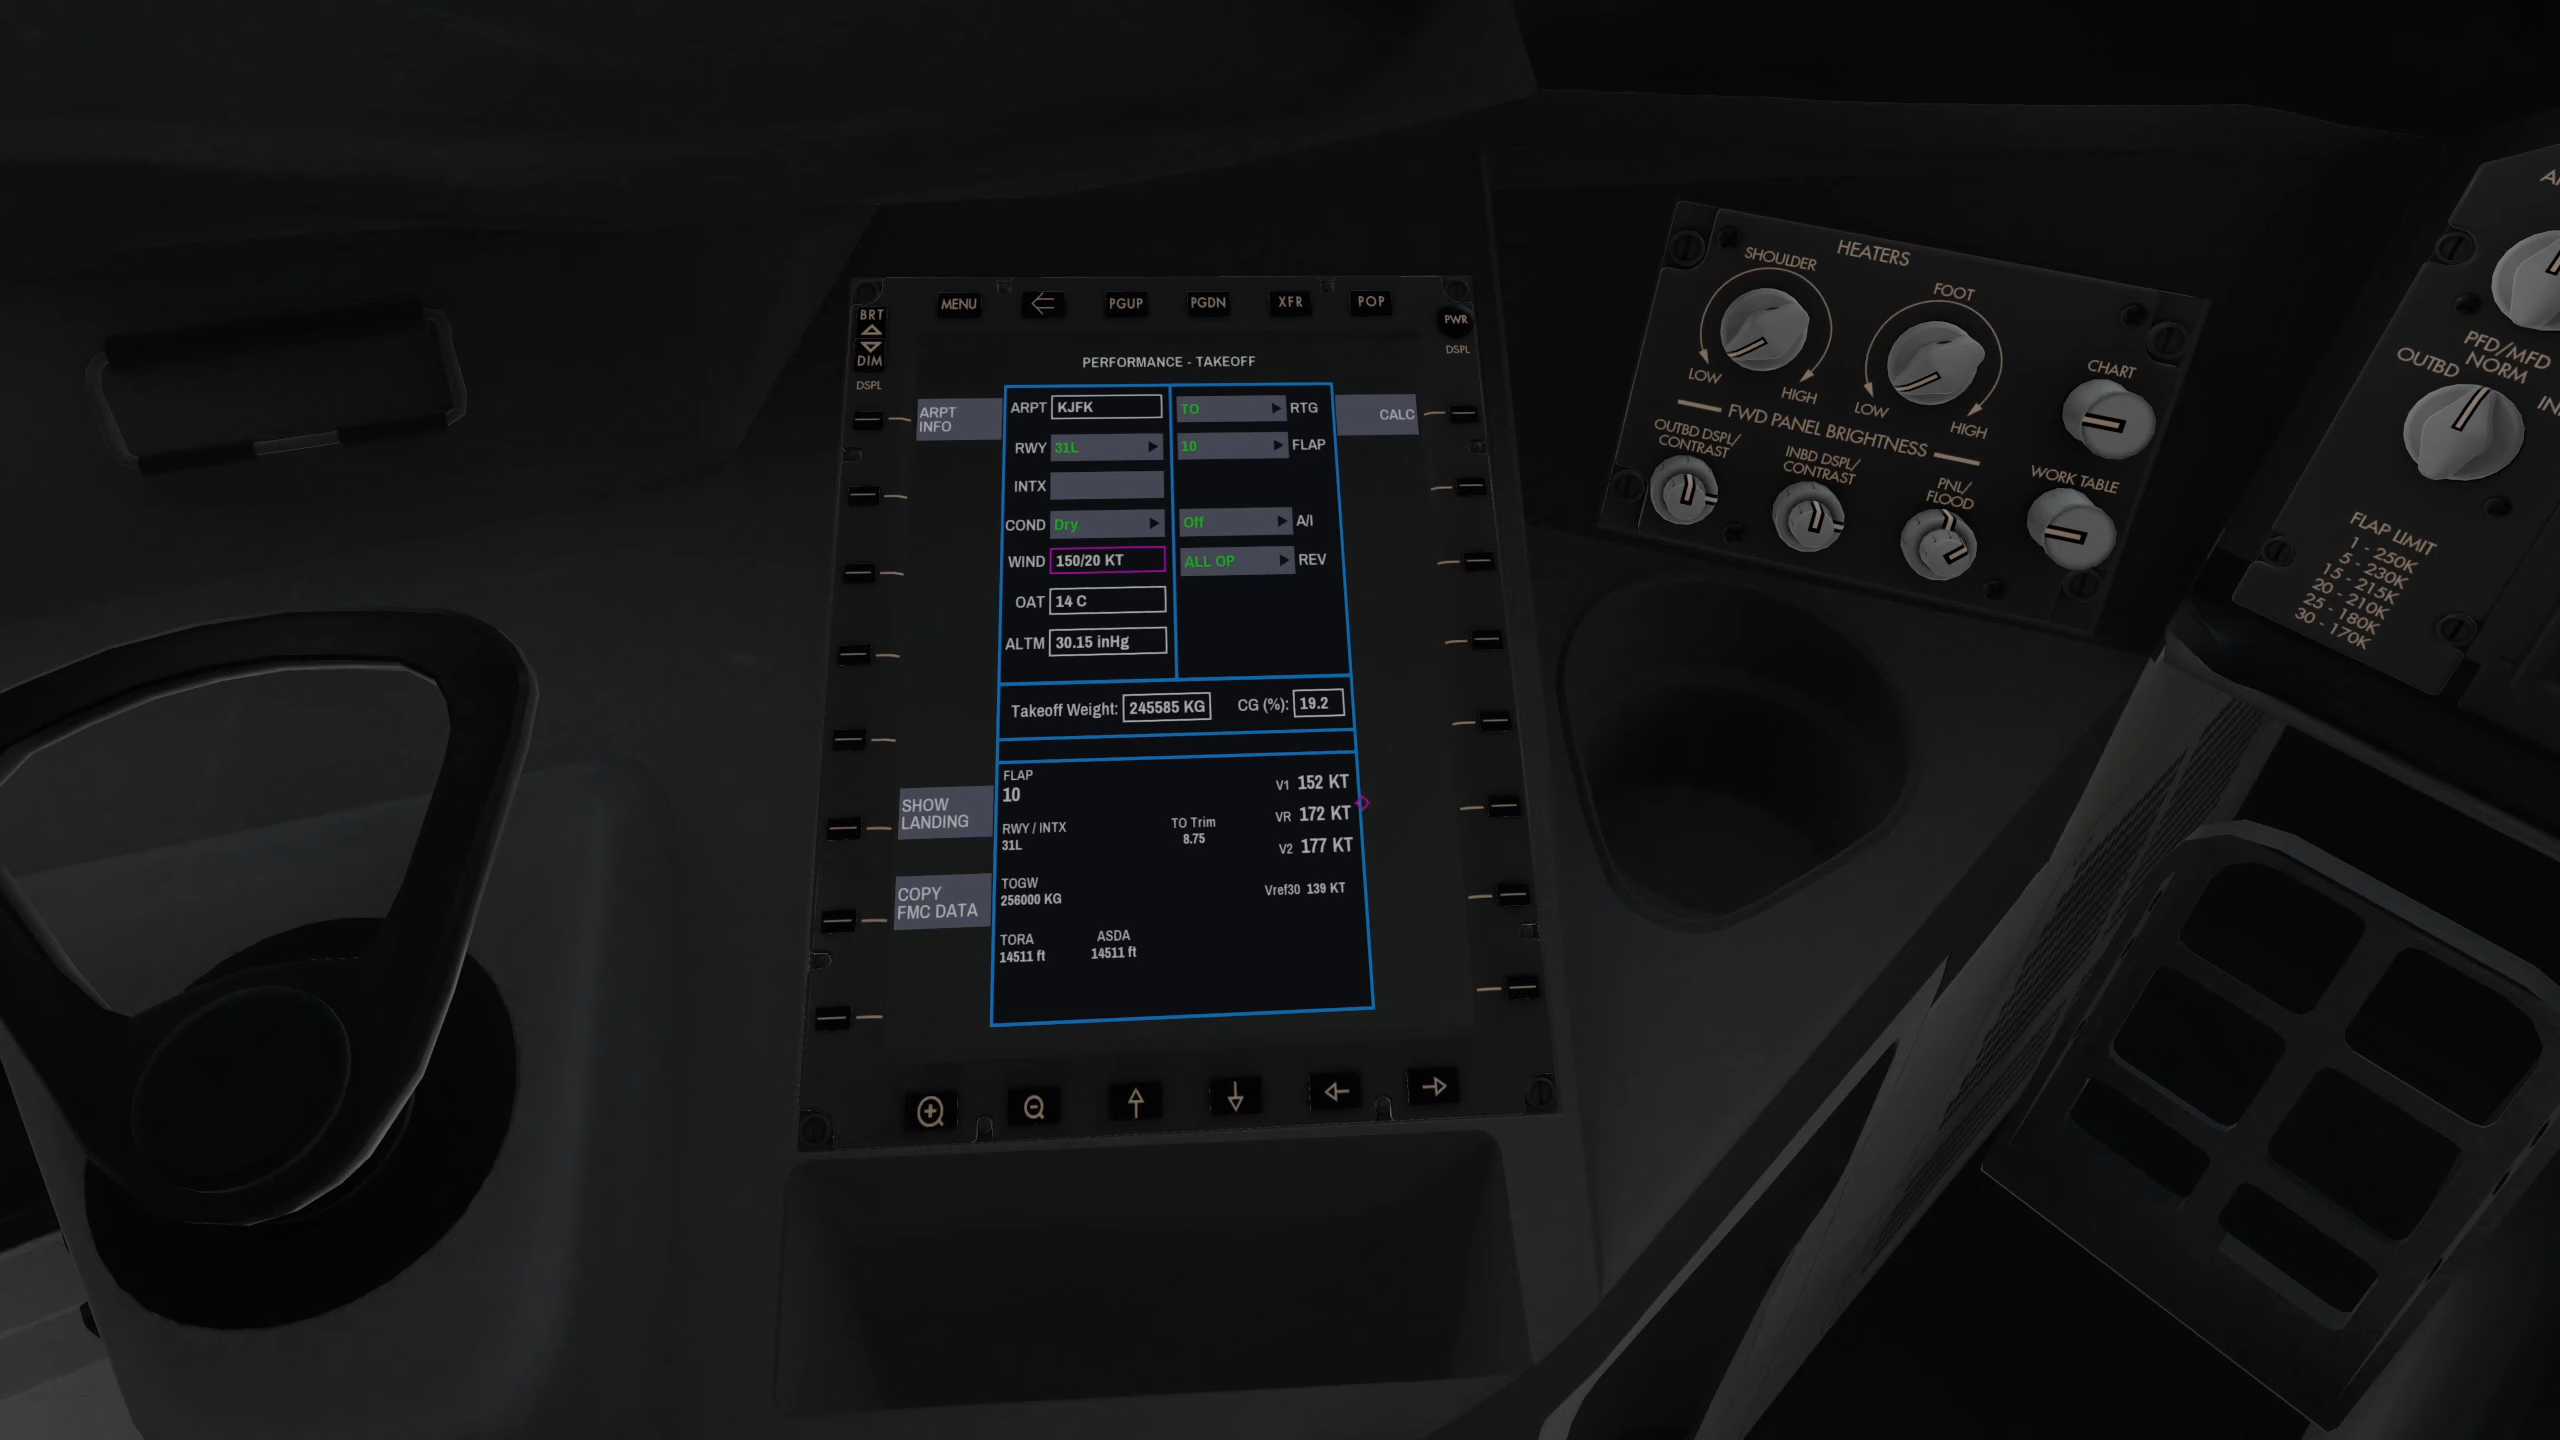 MENU
PGUP
PGDN
XFR
POP
BRT
DIM
DSPL
PWR
DSPL
PERFORMANCE - TAKEOFF
ARPT
INFO
ARPT KJFK
TO RTG
CALC
RWY 31L
10 FLAP
INTX
COND Dry
Off A/I
WIND 150/20 KT
ALL OP REV
OAT 14 C
ALTM 30.15 inHg
Takeoff Weight: 245585 KG CG (%): 19.2
FLAP
10
V1 152 KT
SHOW
LANDING
RWY / INTX
31L
TO Trim
8.75
VR 172 KT
V2 177 KT
COPY
FMC DATA
TOGW
256000 KG
Vref30 139 KT
TORA
14511 ft
ASDA
14511 ft
HEATERS
SHOULDER
FOOT
LOW
HIGH
LOW
HIGH
CHART
FWD PANEL BRIGHTNESS
OUTBD DSPL/
CONTRAST
INBD DSPL/
CONTRAST
PNL/
FLOOD
WORK TABLE
PFD/MFD
OUTBD
NORM
FLAP LIMIT
1 - 250K
5 - 230K
15 - 215K
20 - 210K
25 - 180K
30 - 170K